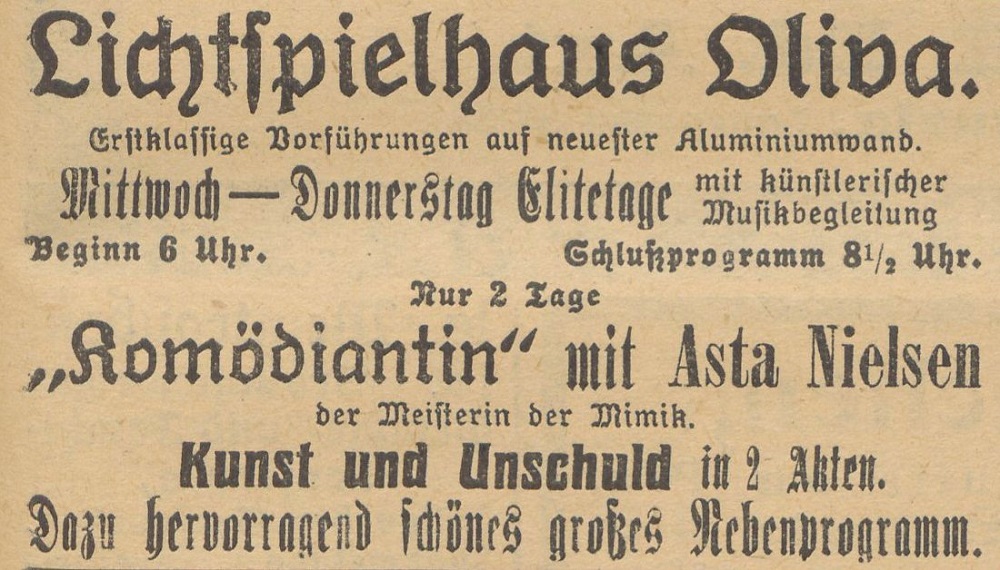 Lichtspielhaus Oliva.
Erstklassige Vorführungen auf neuester Aluminiumwand.
Mittwoch — Donnerstag Elitetage mit künstlerischer
Musikbegleitung
Beginn 6 Uhr. Schlußprogramm 8 1/2 Uhr.
Nur 2 Tage
„Komödiantin“ mit Asta Nielsen
der Meisterin der Mimik.
Kunst und Unschuld in 2 Akten.
Dazu hervorragend schönes großes Nebenprogramm.